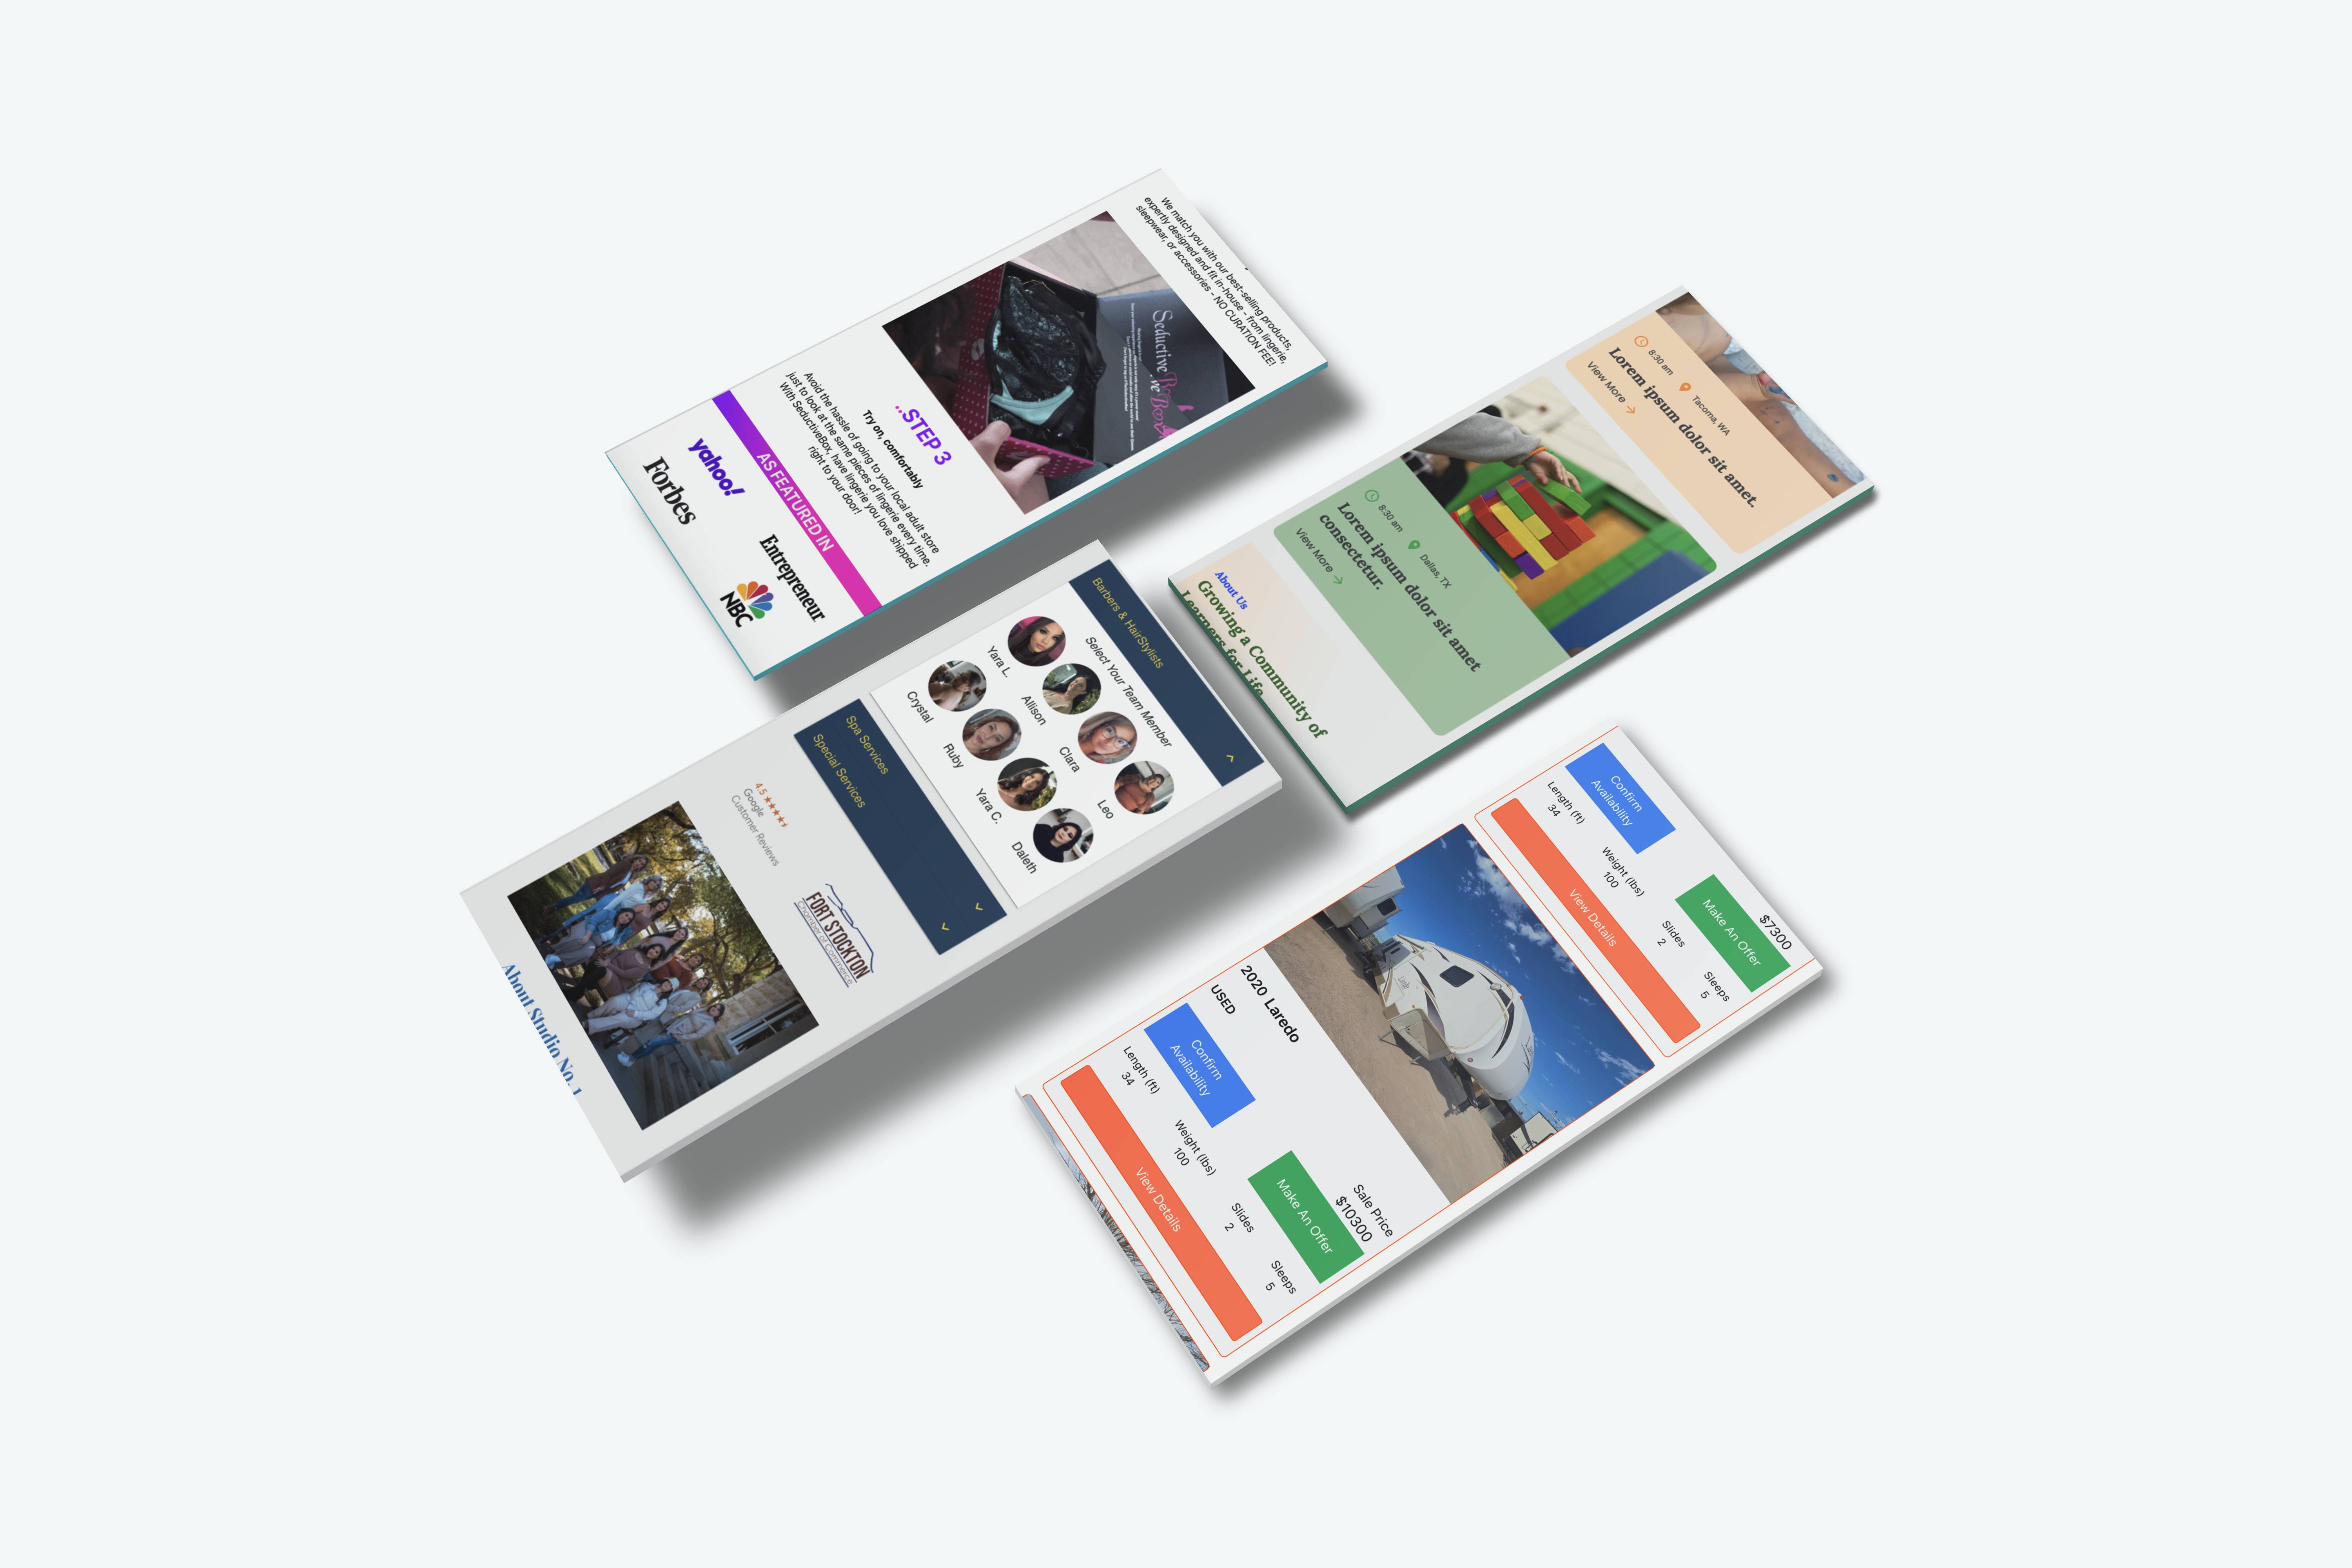 We match you with our best-selling products,
expertly designed and fit in-house - from lingerie,
sleepwear, or accessories - NO CURATION FEE!
Seductive
Box
..STEP 3
Try on, comfortably
Avoid the hassle of going to your local adult store
just to look at the same pieces of lingerie every time.
With SeductiveBox, have lingerie you love shipped
right to your door!
AS FEATURED IN
yahoo!
Entrepreneur
Forbes
NBC
8:30 am
Tacoma, WA
Lorem ipsum dolor sit amet.
View More
8:30 am
Dallas, TX
Lorem ipsum dolor sit amet
consectetur.
View More
About Us
Growing a Community of
Learners for Life
Barbers & HairStylists
Select Your Team Member
Yara L.
Allison
Clara
Leo
Crystal
Ruby
Yara C.
Daleth
Spa Services
Special Services
4.5
Google
Customer Reviews
FORT STOCKTON
Chamber of Commerce
About Studio No. 1
$7300
Confirm
Availability
Make An Offer
Length (ft)
34
Weight (lbs)
100
Slides
2
Sleeps
5
View Details
2020 Laredo
USED
Sale Price
$10300
Confirm
Availability
Make An Offer
Length (ft)
34
Weight (lbs)
100
Slides
2
Sleeps
5
View Details